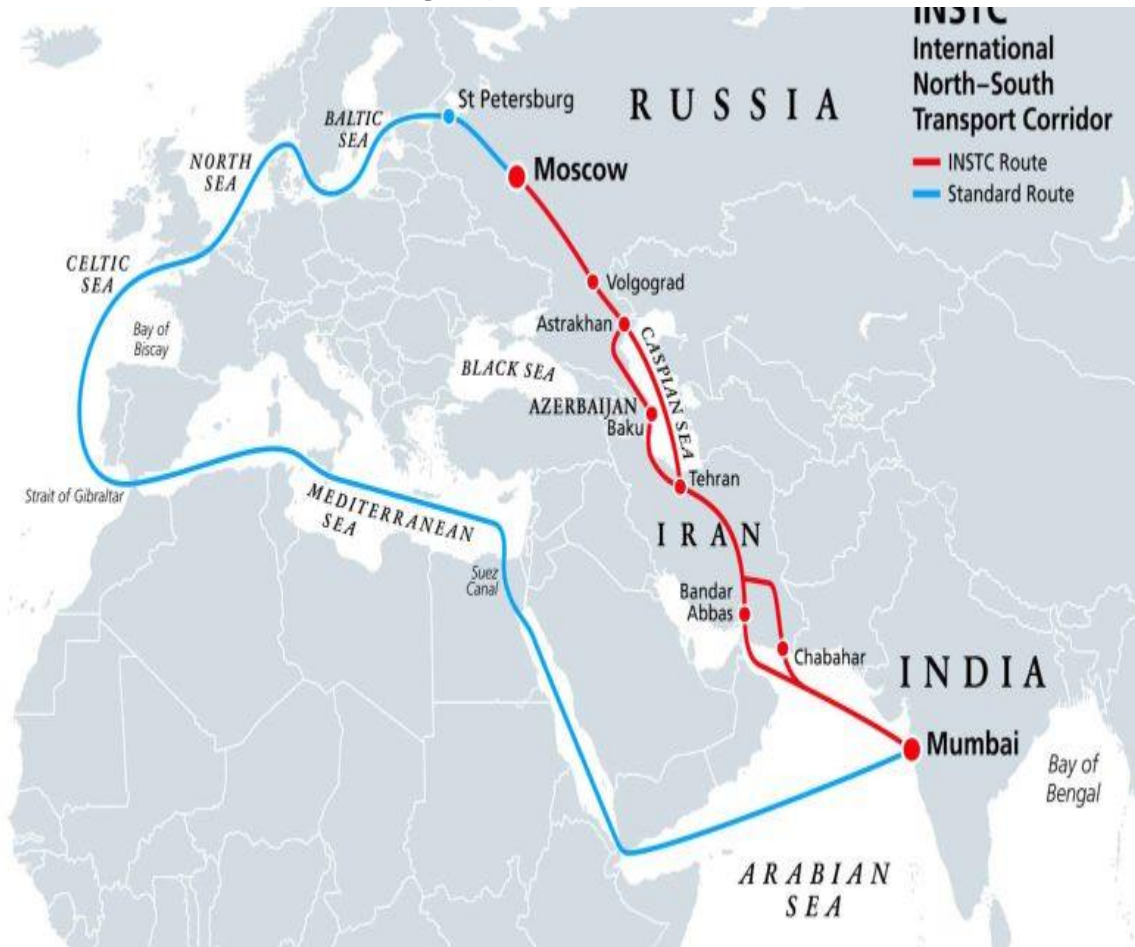 INSTC
International
North–South
Transport Corridor
INSTC Route
Standard Route
RUSSIA
St Petersburg
BALTIC
SEA
NORTH
SEA
Moscow
CELTIC
SEA
Volgograd
Bay of
Biscay
Astrakhan
BLACK SEA
CASPIAN SEA
AZERBAIJAN
Baku
Tehran
Strait of Gibraltar
MEDITERRANEAN
SEA
IRAN
Suez
Canal
Bandar
Abbas
Chabahar
INDIA
Mumbai
Bay of
Bengal
ARABIAN
SEA